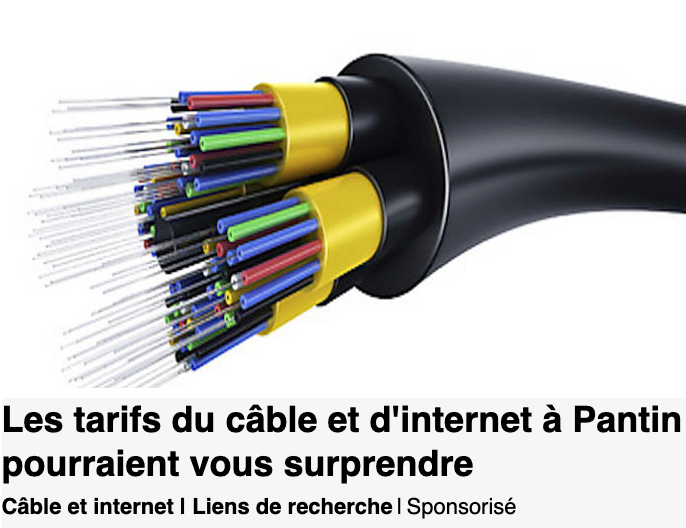 Les tarifs du câble et d'internet à Pantin
pourraient vous surprendre
Câble et internet | Liens de recherche | Sponsorisé